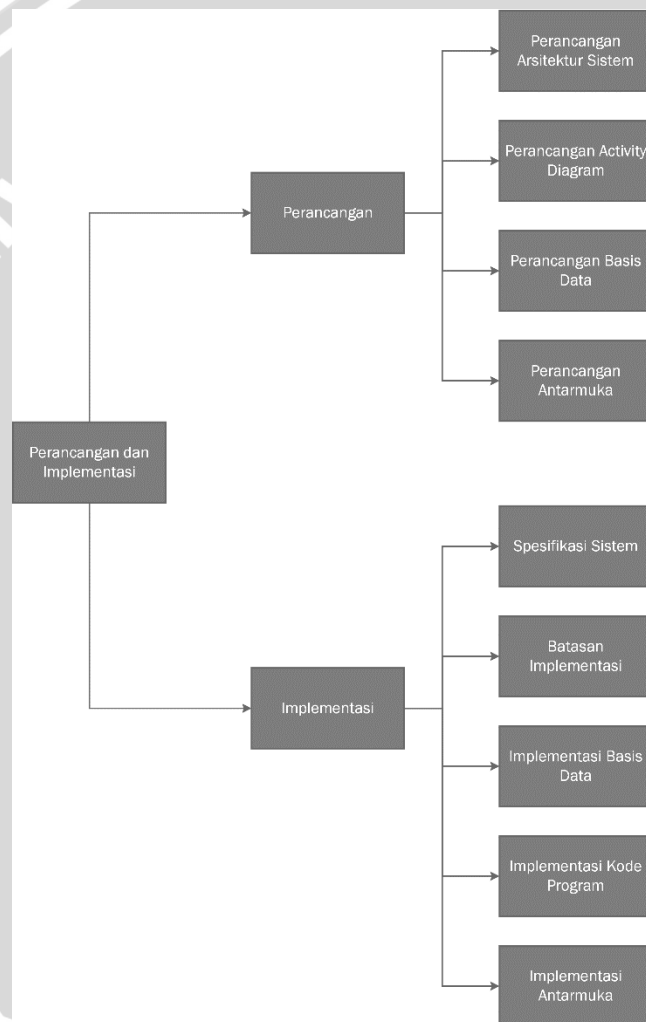 Perancangan
Arsitektur Sistem
Perancangan Activity
Diagram
Perancangan
Perancangan Basis
Data
Perancangan
Antarmuka
Perancangan dan
Implementasi
Spesifikasi Sistem
Batasan
Implementasi
Implementasi
Implementasi Basis
Data
Implementasi Kode
Program
Implementasi
Antarmuka